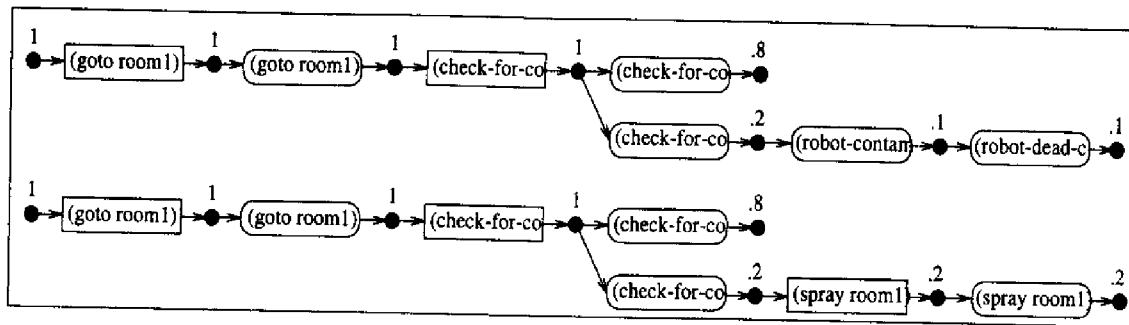 1 1 1 1 .8
(goto room1) (goto room1) (check-for-co (check-for-co
.2 .1 .1
(check-for-co (robot-contam (robot-dead-c
1 1 1 1 .8
(goto room1) (goto room1) (check-for-co (check-for-co
.2 .2 .2
(check-for-co (spray room1) (spray room1)